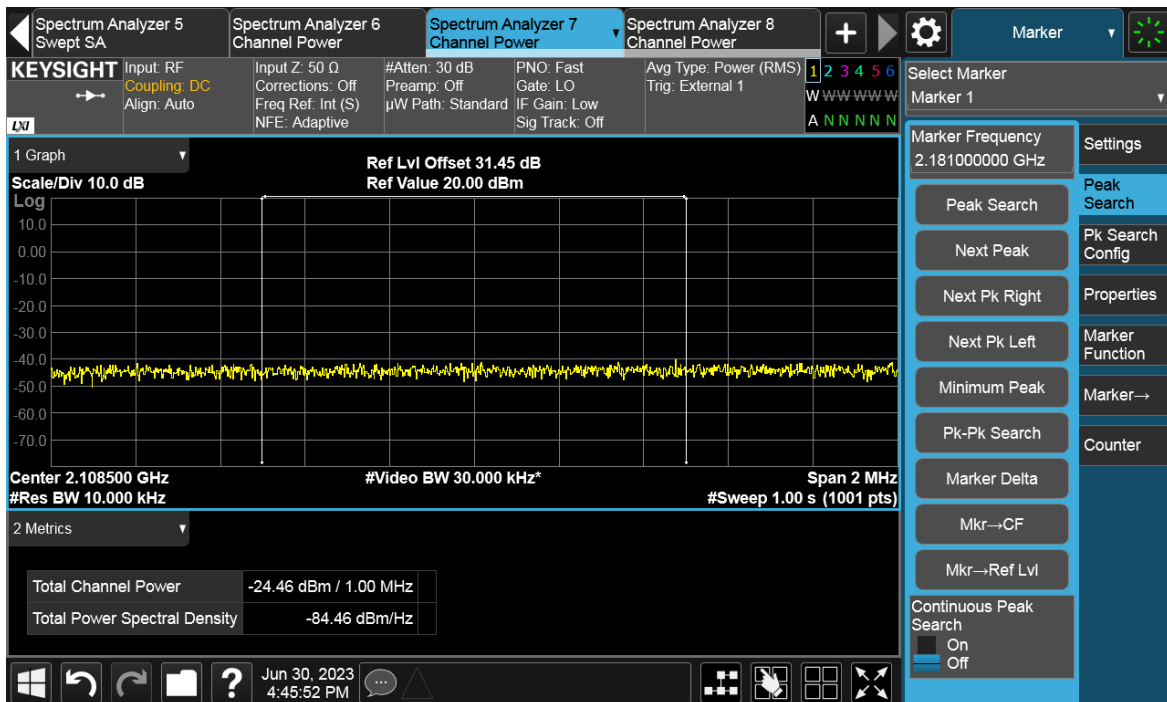 Spectrum Analyzer 5
Swept SA
Spectrum Analyzer 6
Channel Power
Spectrum Analyzer 7
Channel Power
Spectrum Analyzer 8
Channel Power
+
Marker
KEYSIGHT
LXI
Input: RF
Coupling: DC
Align: Auto
Input Z: 50 Ω
Corrections: Off
Freq Ref: Int (S)
NFE: Adaptive
#Atten: 30 dB
Preamp: Off
µW Path: Standard
PNO: Fast
Gate: LO
IF Gain: Low
Sig Track: Off
Avg Type: Power (RMS)
Trig: External 1
1 2 3 4 5 6
W W W W W W
A N N N N N
Select Marker
Marker 1
1 Graph
Scale/Div 10.0 dB
Ref Lvl Offset 31.45 dB
Ref Value 20.00 dBm
Log
10.0
0.00
-10.0
-20.0
-30.0
-40.0
-50.0
-60.0
-70.0
Center 2.108500 GHz
#Res BW 10.000 kHz
#Video BW 30.000 kHz*
Span 2 MHz
#Sweep 1.00 s (1001 pts)
2 Metrics
Total Channel Power -24.46 dBm / 1.00 MHz
Total Power Spectral Density -84.46 dBm/Hz
Marker Frequency
2.181000000 GHz
Peak Search
Next Peak
Next Pk Right
Next Pk Left
Minimum Peak
Pk-Pk Search
Marker Delta
Mkr→CF
Mkr→Ref Lvl
Continuous Peak
Search
On
Off
Settings
Peak
Search
Pk Search
Config
Properties
Marker
Function
Marker→
Counter
?
Jun 30, 2023
4:45:52 PM